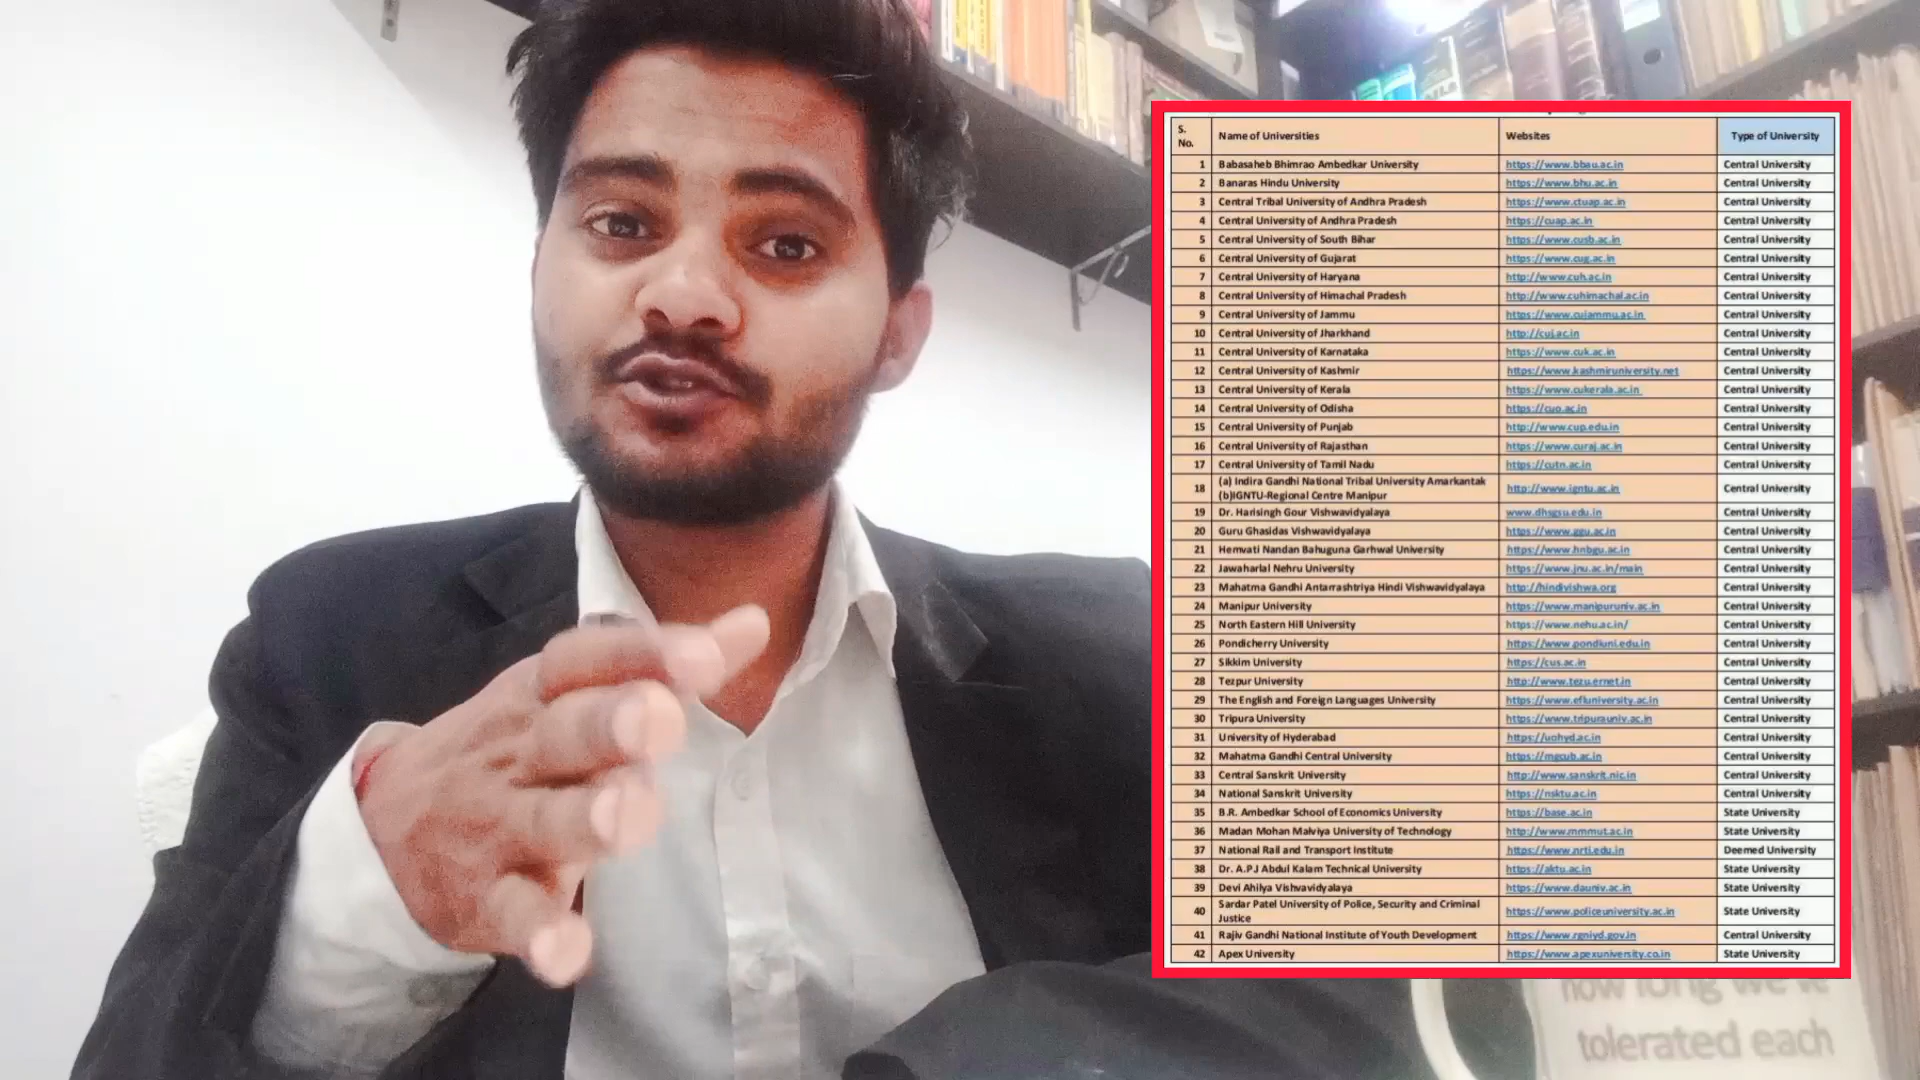 S. No. Name of Universities Websites Type of University
1 Babasaheb Bhimrao Ambedkar University https://www.bbau.ac.in Central University
2 Banaras Hindu University https://www.bhu.ac.in Central University
3 Central Tribal University of Andhra Pradesh https://www.ctuap.ac.in Central University
4 Central University of Andhra Pradesh https://cuap.ac.in Central University
5 Central University of South Bihar https://www.cusb.ac.in Central University
6 Central University of Gujarat https://www.cug.ac.in Central University
7 Central University of Haryana http://www.cuh.ac.in Central University
8 Central University of Himachal Pradesh http://www.cuhimachal.ac.in Central University
9 Central University of Jammu https://www.cujammu.ac.in Central University
10 Central University of Jharkhand http://cuj.ac.in Central University
11 Central University of Karnataka https://www.cuk.ac.in Central University
12 Central University of Kashmir https://www.kashmiruniversity.net Central University
13 Central University of Kerala https://www.cukerala.ac.in Central University
14 Central University of Odisha https://cuo.ac.in Central University
15 Central University of Punjab http://www.cup.edu.in Central University
16 Central University of Rajasthan https://www.curaj.ac.in Central University
17 Central University of Tamil Nadu https://cutn.ac.in Central University
18 (a) Indira Gandhi National Tribal University Amarkantak
(b)IGNTU-Regional Centre Manipur http://www.igntu.ac.in Central University
19 Dr. Harisingh Gour Vishwavidyalaya www.dhsgsu.edu.in Central University
20 Guru Ghasidas Vishwavidyalaya https://www.ggu.ac.in Central University
21 Hemvati Nandan Bahuguna Garhwal University https://www.hnbgu.ac.in Central University
22 Jawaharlal Nehru University https://www.jnu.ac.in/main Central University
23 Mahatma Gandhi Antarrashtriya Hindi Vishwavidyalaya http://hindivishwa.org Central University
24 Manipur University https://www.manipuruniv.ac.in Central University
25 North Eastern Hill University https://www.nehu.ac.in/ Central University
26 Pondicherry University https://www.pondiuni.edu.in Central University
27 Sikkim University https://cus.ac.in Central University
28 Tezpur University http://www.tezu.ernet.in Central University
29 The English and Foreign Languages University https://www.efluniversity.ac.in Central University
30 Tripura University https://www.tripurauniv.ac.in Central University
31 University of Hyderabad https://uohyd.ac.in Central University
32 Mahatma Gandhi Central University https://mgcub.ac.in Central University
33 Central Sanskrit University http://www.sanskrit.nic.in Central University
34 National Sanskrit University https://nsktu.ac.in Central University
35 B.R. Ambedkar School of Economics University https://base.ac.in State University
36 Madan Mohan Malviya University of Technology http://www.mmmut.ac.in State University
37 National Rail and Transport Institute https://www.nrti.edu.in Deemed University
38 Dr. A.P.J Abdul Kalam Technical University https://aktu.ac.in State University
39 Devi Ahilya Vishvavidyalaya https://www.dauniv.ac.in State University
40 Sardar Patel University of Police, Security and Criminal
Justice https://www.policeuniversity.ac.in State University
41 Rajiv Gandhi National Institute of Youth Development https://www.rgniyd.gov.in Central University
42 Apex University https://www.apexuniversity.co.in State University
how long we've
tolerated each